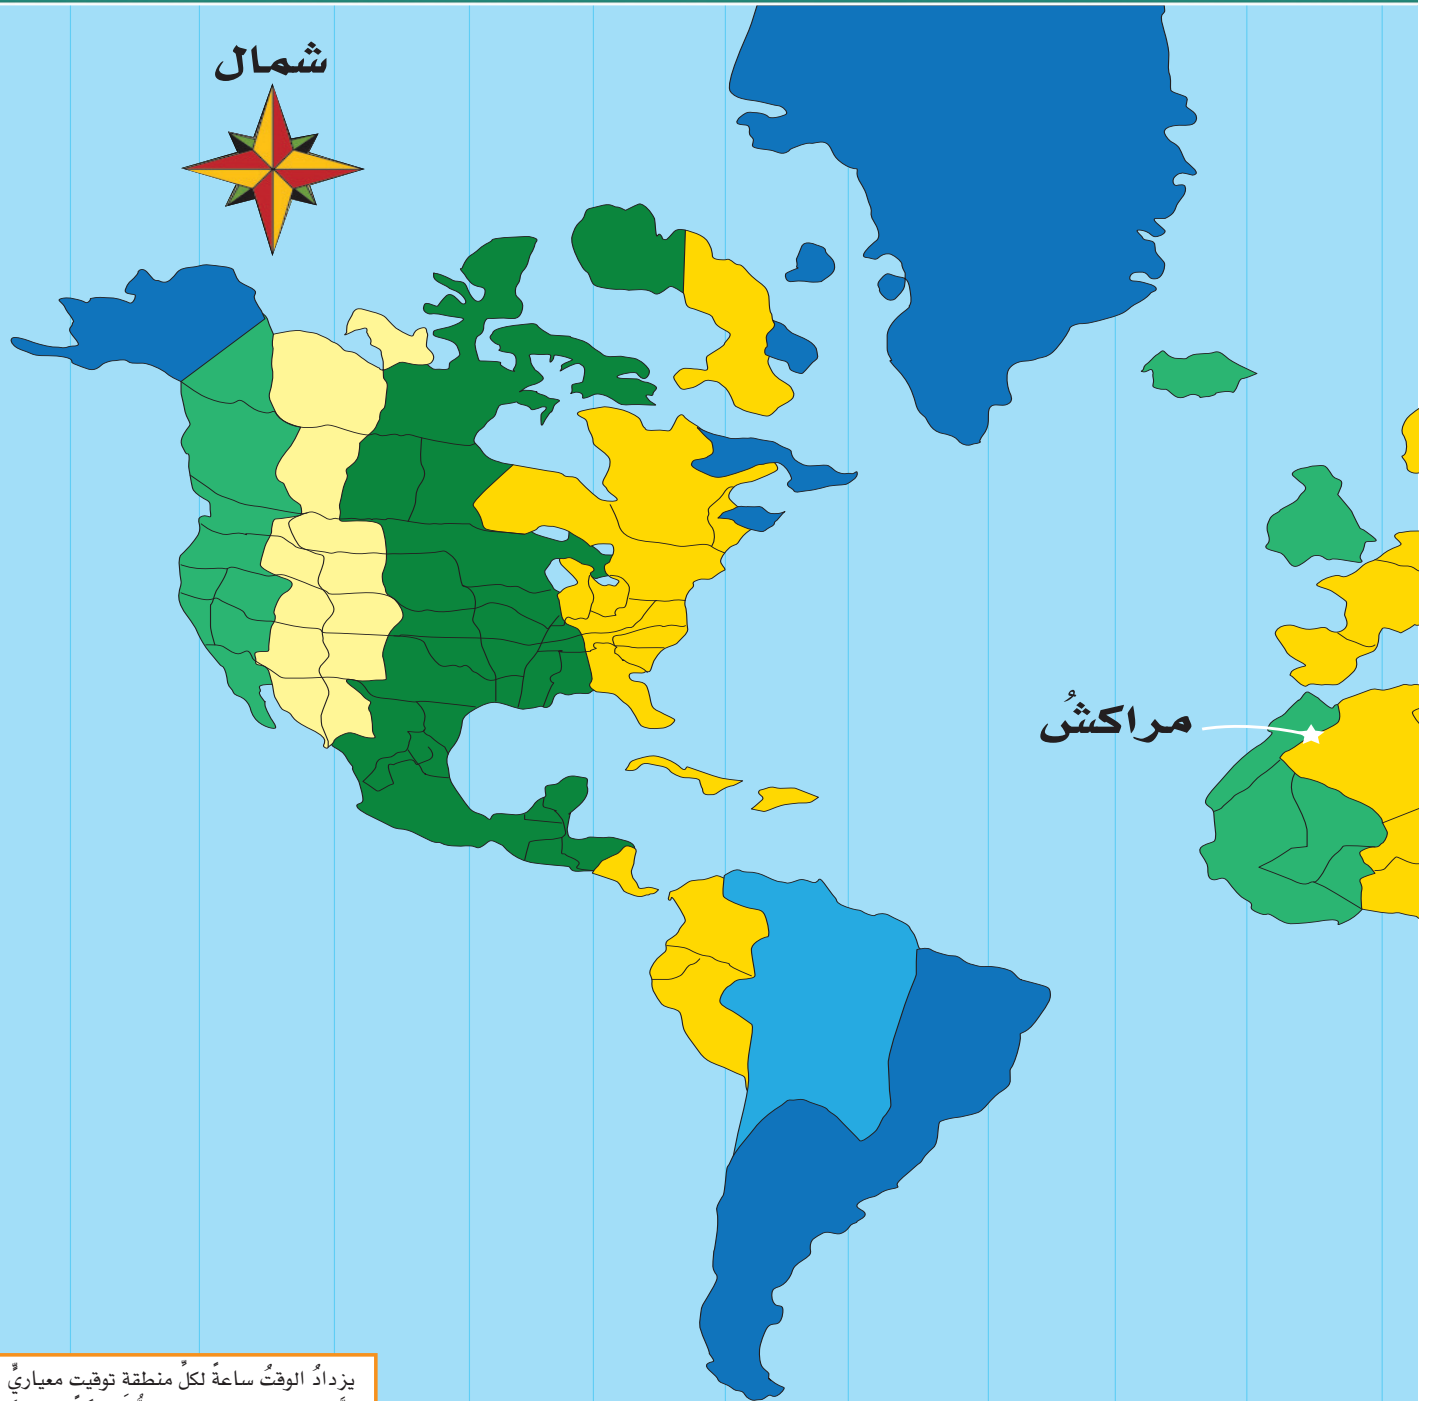 شمال
مراكشُ
يزدادُ الوقتُ ساعةً لكلِّ منطقةِ توقيتٍ معياريٍّ